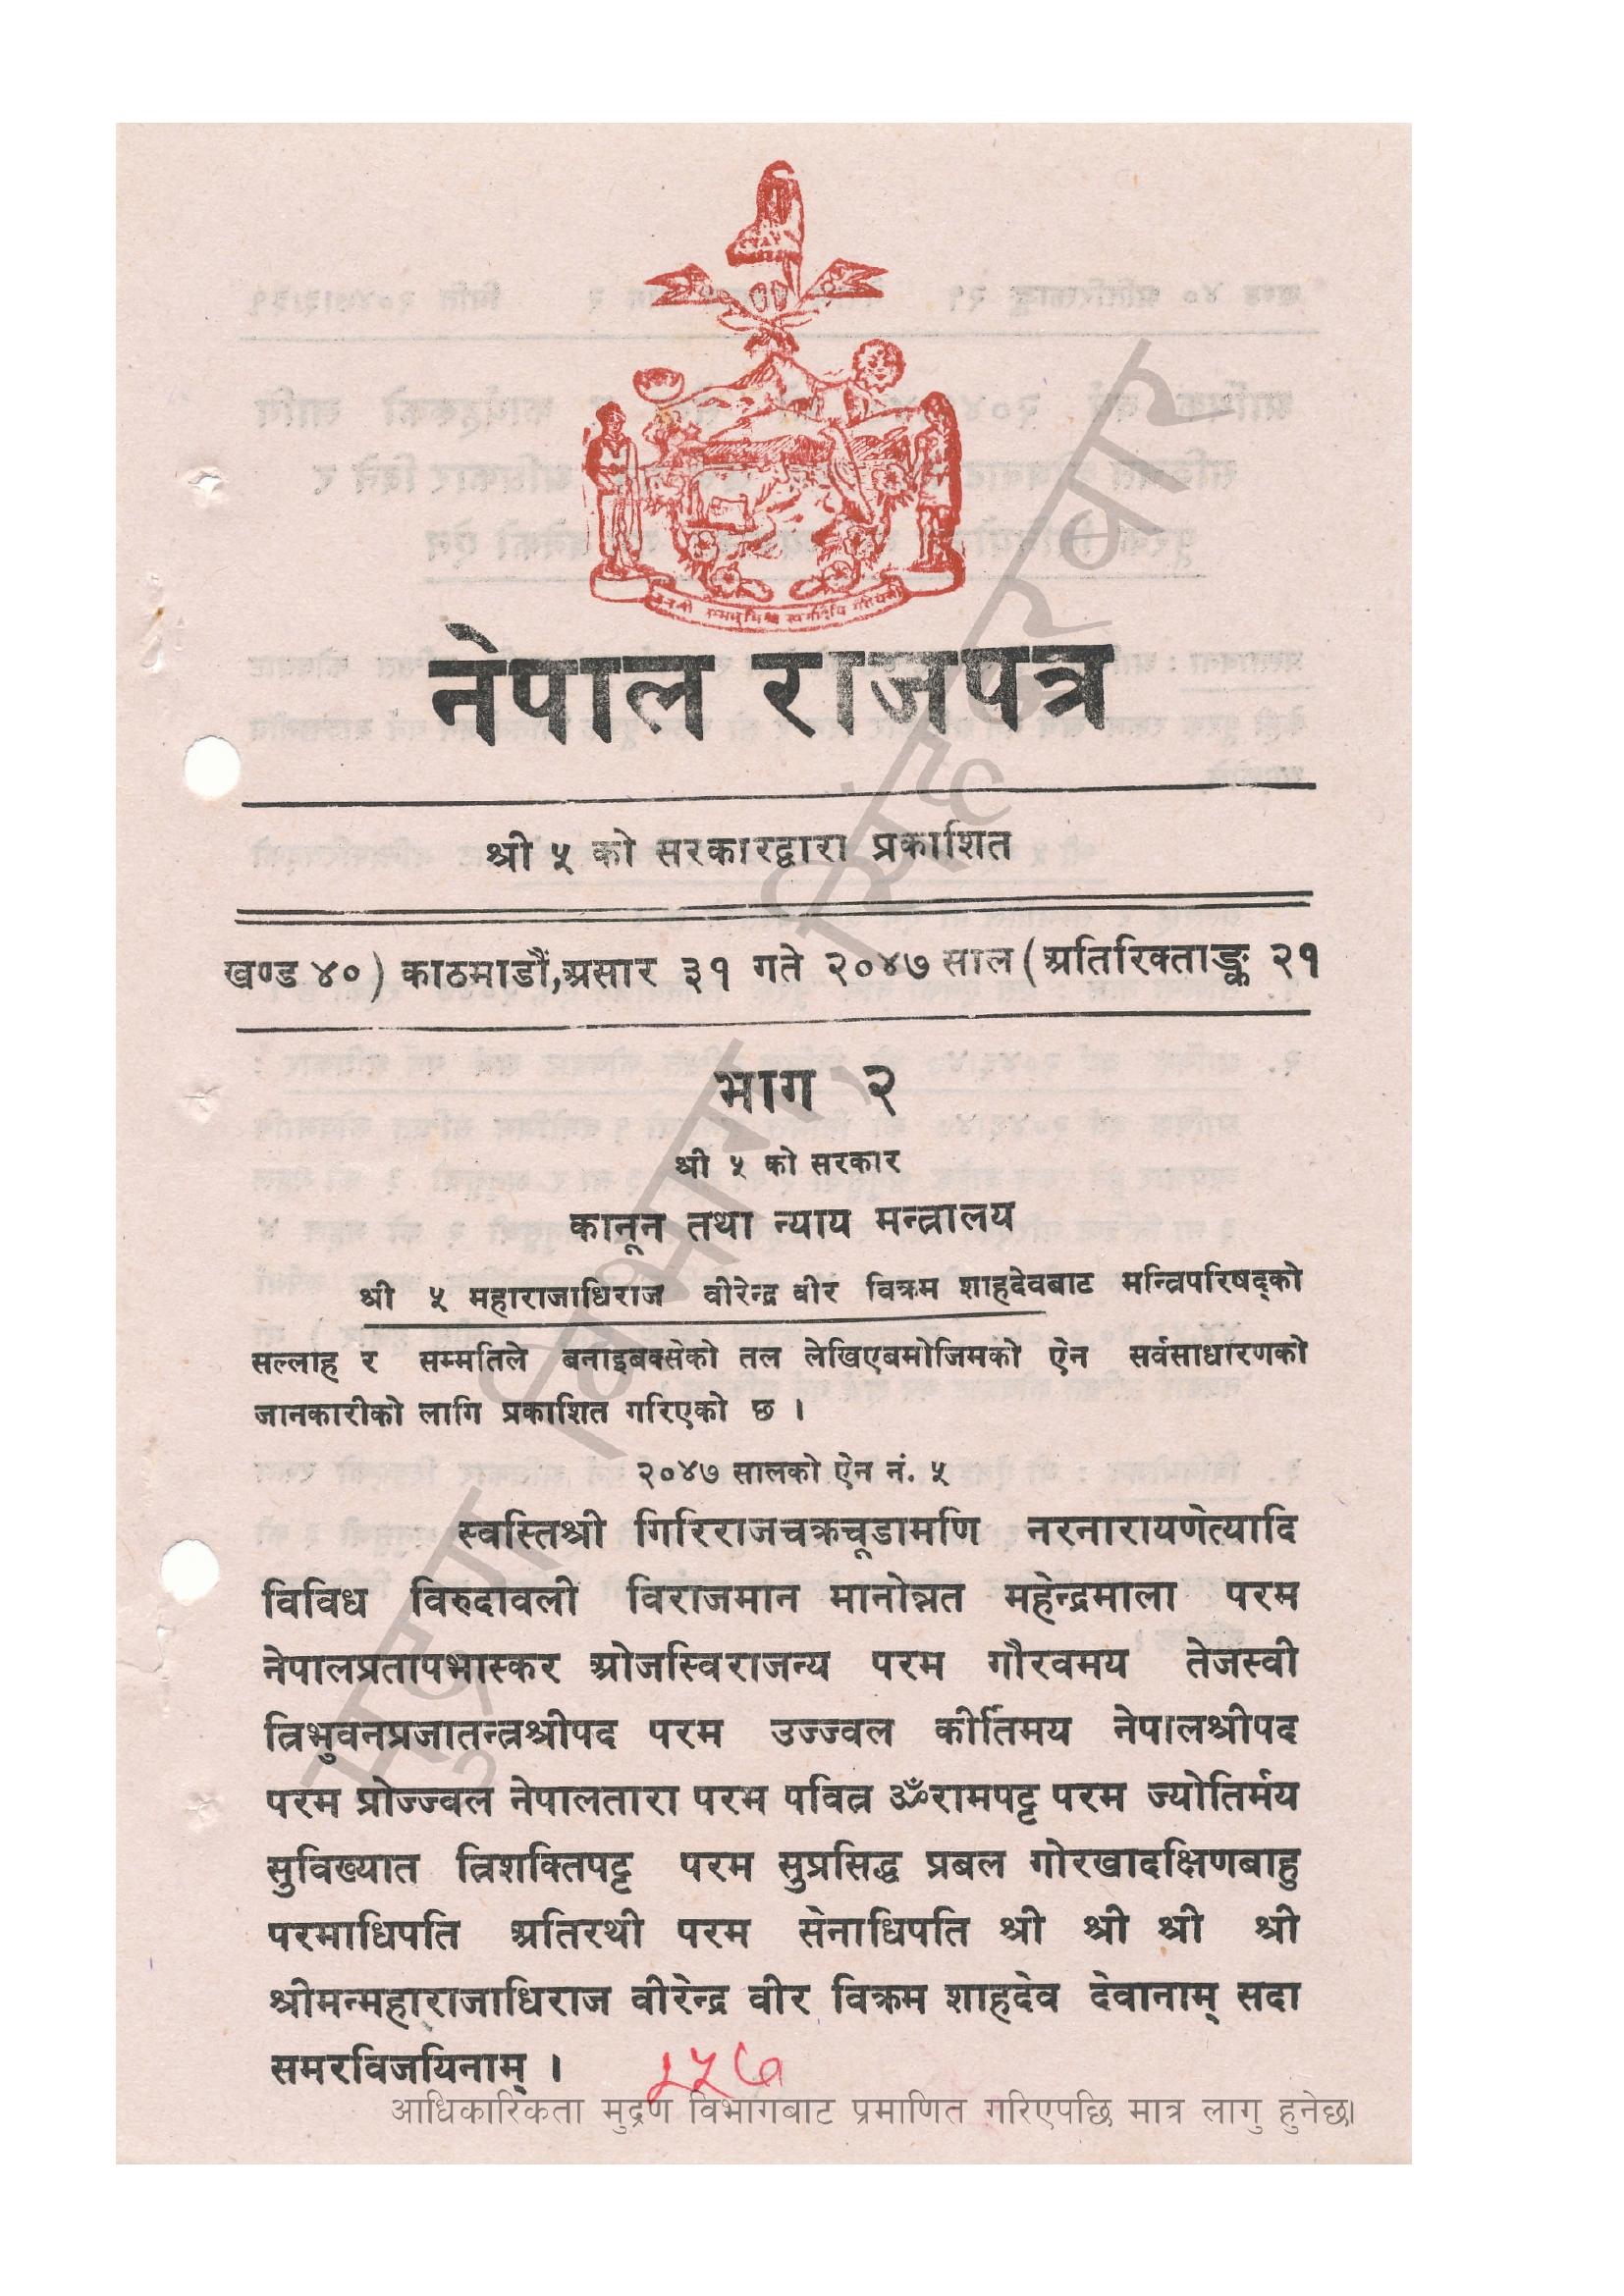 नेपाल राजपत्र
श्री ५ को सरकारद्वारा प्रकाशित
खण्ड ४०) काठमाडौं,असार ३१ गते २०४७ साल (अतिरिक्ताङ्क २१
भाग २
श्री ५ को सरकार
कानून तथा न्याय मन्त्रालय
श्री ५ महाराजाधिराज वीरेन्द्र वीर विक्रम शाहदेवबाट मन्त्रिपरिषद्को
सल्लाह र सम्मतिले बनाइबक्सेको तल लेखिएबमोजिमको ऐन सर्वसाधारणको
जानकारीको लागि प्रकाशित गरिएको छ ।
२०४७ सालको ऐन नं. ५
स्वस्तिश्री गिरिराजचक्रचूडामणि नरनारायणेत्यादि
विविध विरुदावली विराजमान मानोन्नत महेन्द्रमाला परम
नेपालप्रतापभास्कर ओजस्विराजन्य परम गौरवमय तेजस्वी
त्रिभुवनप्रजातन्त्रश्रीपद परम उज्ज्वल कीर्तिमय नेपालश्रीपद
परम प्रोज्ज्वल नेपालतारा परम पवित्र ॐरामपट्ट परम ज्योतिर्मय
सुविख्यात त्रिशक्तिपट्ट परम सुप्रसिद्ध प्रबल गोरखादक्षिणबाहु
परमाधिपति अतिरथी परम सेनाधिपति श्री श्री श्री श्री
श्रीमन्महाराजाधिराज वीरेन्द्र वीर विक्रम शाहदेव देवानाम् सदा
समरविजयिनाम् ।
आधिकारिकता मुद्रण विभागबाट प्रमाणित गरिएपछि मात्र लागु हुनेछ।
मुद्रण विभाग, सिंहदरबार